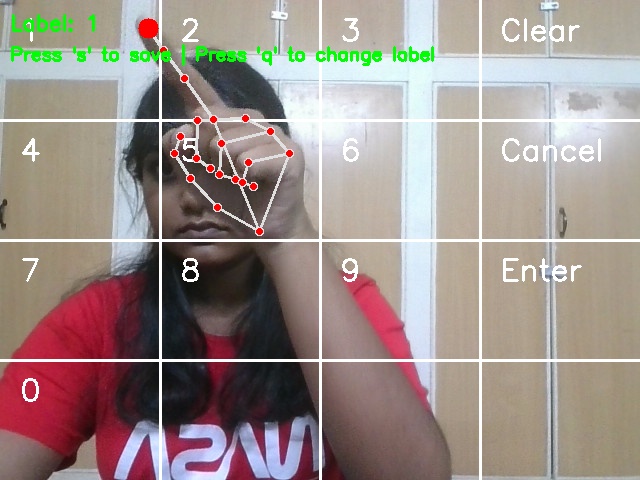 Label: 1
1 2 3 Clear
Press 's' to save | Press 'q' to change label
4 5 6 Cancel
7 8 9 Enter
0
NASA